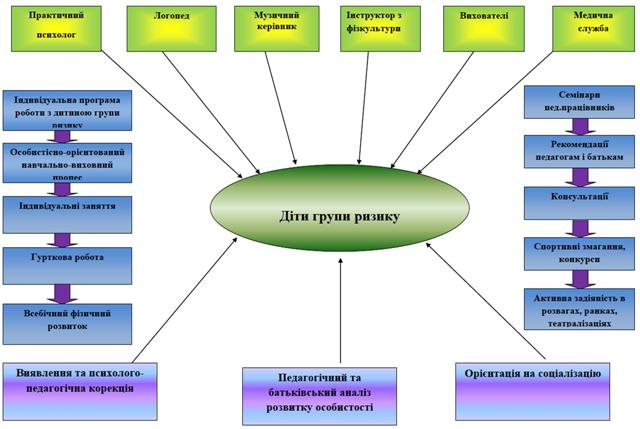 Практичний
психолог
Логопед
Музичний
керівник
Інструктор з
фізкультури
Вихователі
Медична
служба
Індивідуальна програма
роботи з дитиною групи
ризику
Особистісно-орієнтований
навчально-виховний
процес
Індивідуальні заняття
Гурткова робота
Всебічний фізичний
розвиток
Діти групи ризику
Семінари
пед.працівників
Рекомендації
педагогам і батькам
Консультації
Спортивні змагання,
конкурси
Активна задіяність в
розвагах, ранках,
театралізаціях
Виявлення та психолого-
педагогічна корекція
Педагогічний та
батьківський аналіз
розвитку особистості
Орієнтація на соціалізацію